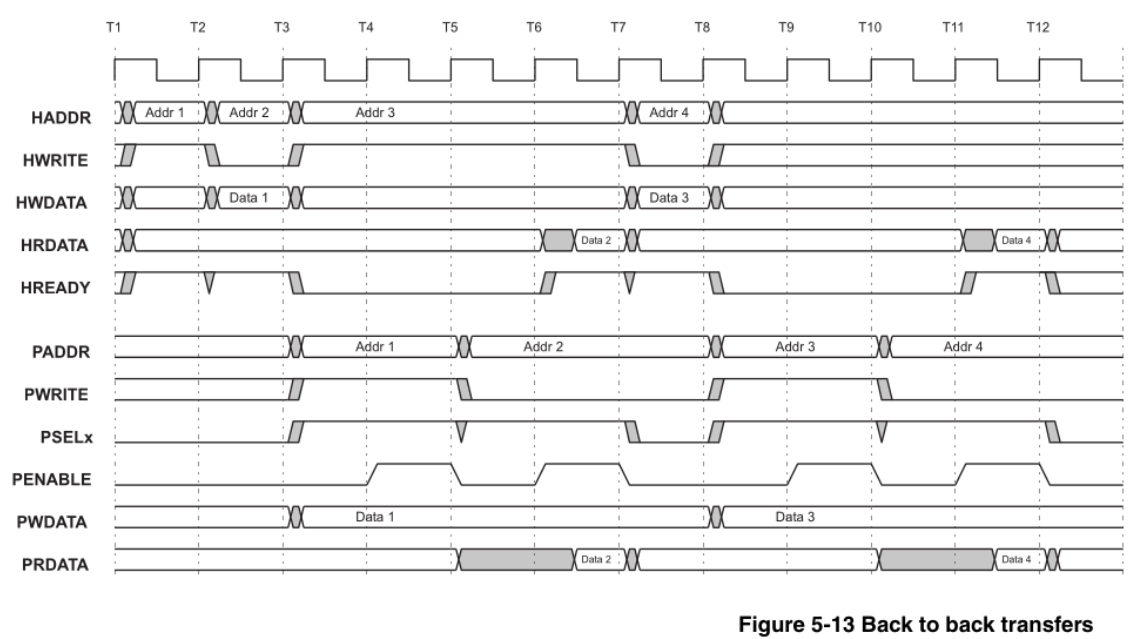 T1 T2 T3 T4 T5 T6 T7 T8 T9 T10 T11 T12
HADDR Addr 1 Addr 2 Addr 3 Addr 4
HWRITE
HWDATA Data 1 Data 3
HRDATA Data 2 Data 4
HREADY
PADDR Addr 1 Addr 2 Addr 3 Addr 4
PWRITE
PSELx
PENABLE
PWDATA Data 1 Data 3
PRDATA Data 2 Data 4
Figure 5-13 Back to back transfers